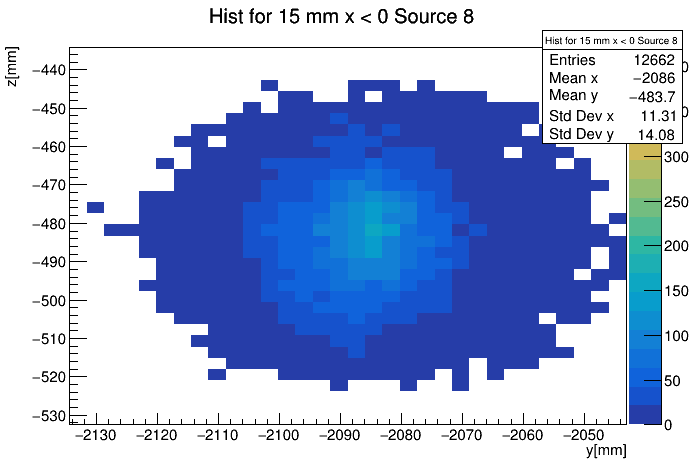 Hist for 15 mm x < 0 Source 8
z[mm]
Hist for 15 mm x < 0 Source 8
Entries 12662
Mean x −2086
Mean y −483.7
Std Dev x 11.31
Std Dev y 14.08
−440
−450
−460
−470
−480
−490
−500
−510
−520
−530
300
250
200
150
100
50
0
−2130 −2120 −2110 −2100 −2090 −2080 −2070 −2060 −2050
y[mm]